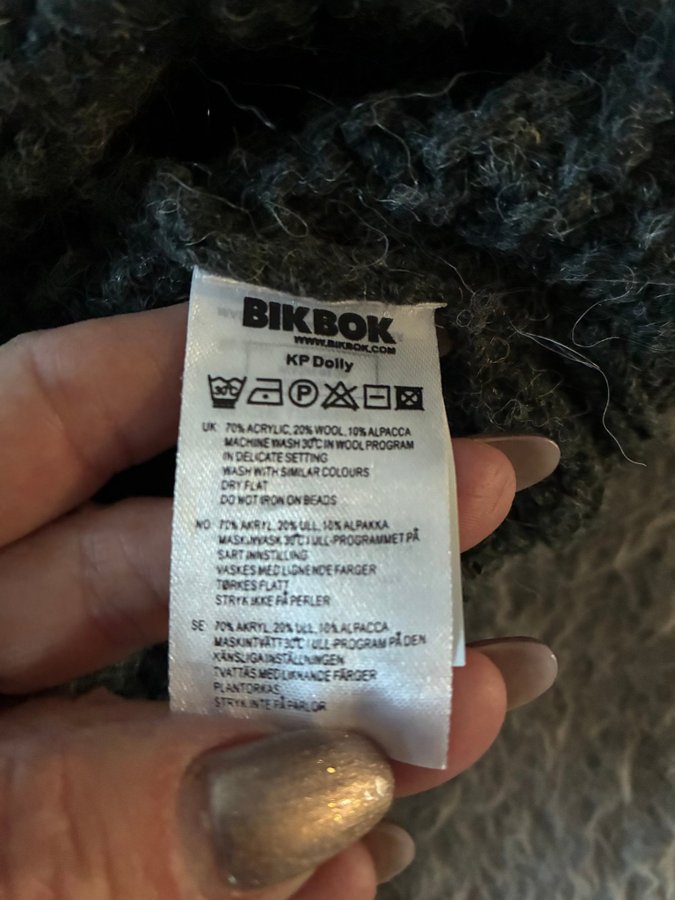 BIKBOK
WWW.BIKBOK.COM
KP Dolly
30°C P
UK 70% ACRYLIC, 20% WOOL, 10% ALPACCA
MACHINE WASH 30°C IN WOOL PROGRAM
IN DELICATE SETTING
WASH WITH SIMILAR COLOURS
DRY FLAT
DO NOT IRON ON BEADS
NO 70% AKRYL, 20% ULL, 10% ALPAKKA
MASKINVASK 30°C I ULL-PROGRAMMET PÅ
SART INNSTILLING
VASKES MED LIGNENDE FARGER
TØRKES FLATT
STRYK IKKE PÅ PERLER
SE 70% AKRYL, 20% ULL, 10% ALPACCA
MASKINTVÄTT 30°C I ULL-PROGRAM PÅ DEN
KÄNSLIGA INSTÄLLNINGEN
TVÄTTAS MED LIKNANDE FÄRGER
PLANTORKAS
STRYK INTE PÅ PÄRLOR